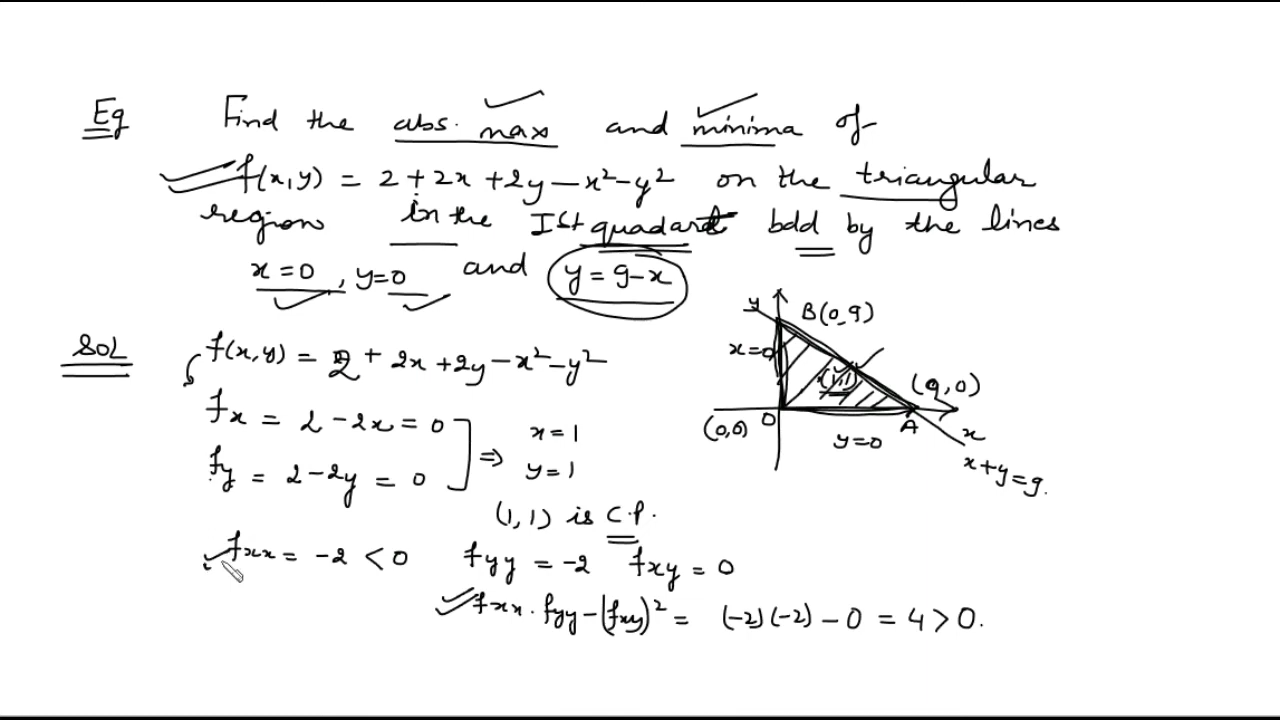 Eg Find the abs. max and minima of
f(x,y) = 2 + 2x + 2y - x² - y² on the triangular
region in the Ist quadart bdd by the lines
x = 0, y = 0 and y = 9 - x
Sol f(x,y) = 2 + 2x + 2y - x² - y²
fx = 2 - 2x = 0
fy = 2 - 2y = 0
⇒ x = 1
y = 1
(1, 1) is C.P.
fxx = -2 < 0 fyy = -2 fxy = 0
fxx . fyy - (fxy)² = (-2)(-2) - 0 = 4 > 0.
y B(0,9)
x = 0
(1,1)
(9,0)
(0,0) O A x
y = 0
x + y = 9.